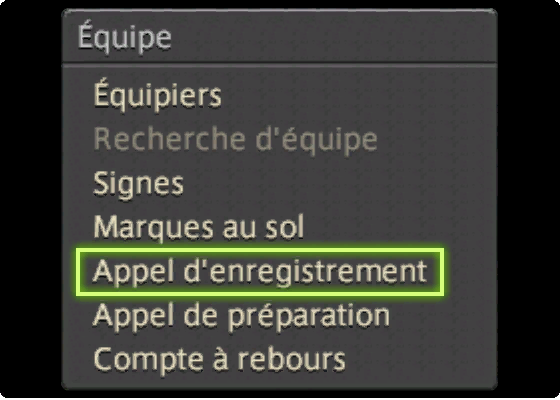 Équipe
Équipiers
Recherche d'équipe
Signes
Marques au sol
Appel d'enregistrement
Appel de préparation
Compte à rebours